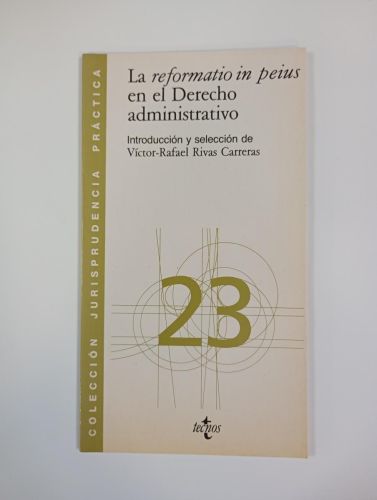 COLECCIÓN JURISPRUDENCIA PRÁCTICA
La reformatio in peius
en el Derecho
administrativo
Introducción y selección de
Víctor-Rafael Rivas Carreras
23
tecnos